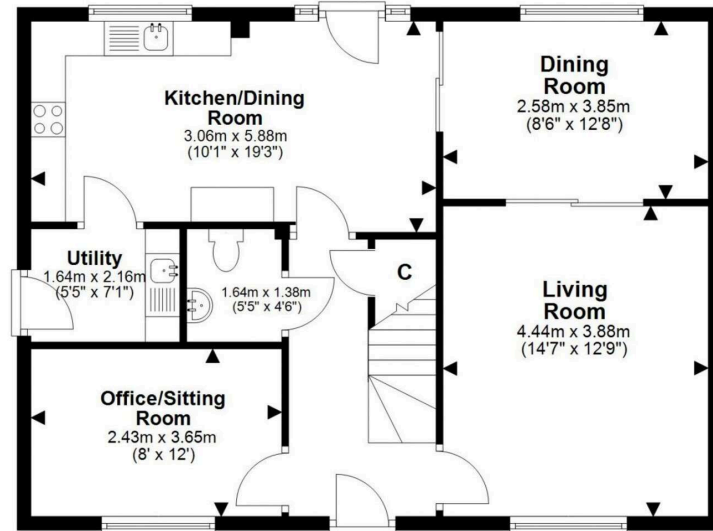 Kitchen/Dining
Room
3.06m x 5.88m
(10'1" x 19'3")
Dining
Room
2.58m x 3.85m
(8'6" x 12'8")
Utility
1.64m x 2.16m
(5'5" x 7'1")
1.64m x 1.38m
(5'5" x 4'6")
C
Living
Room
4.44m x 3.88m
(14'7" x 12'9")
Office/Sitting
Room
2.43m x 3.65m
(8' x 12')